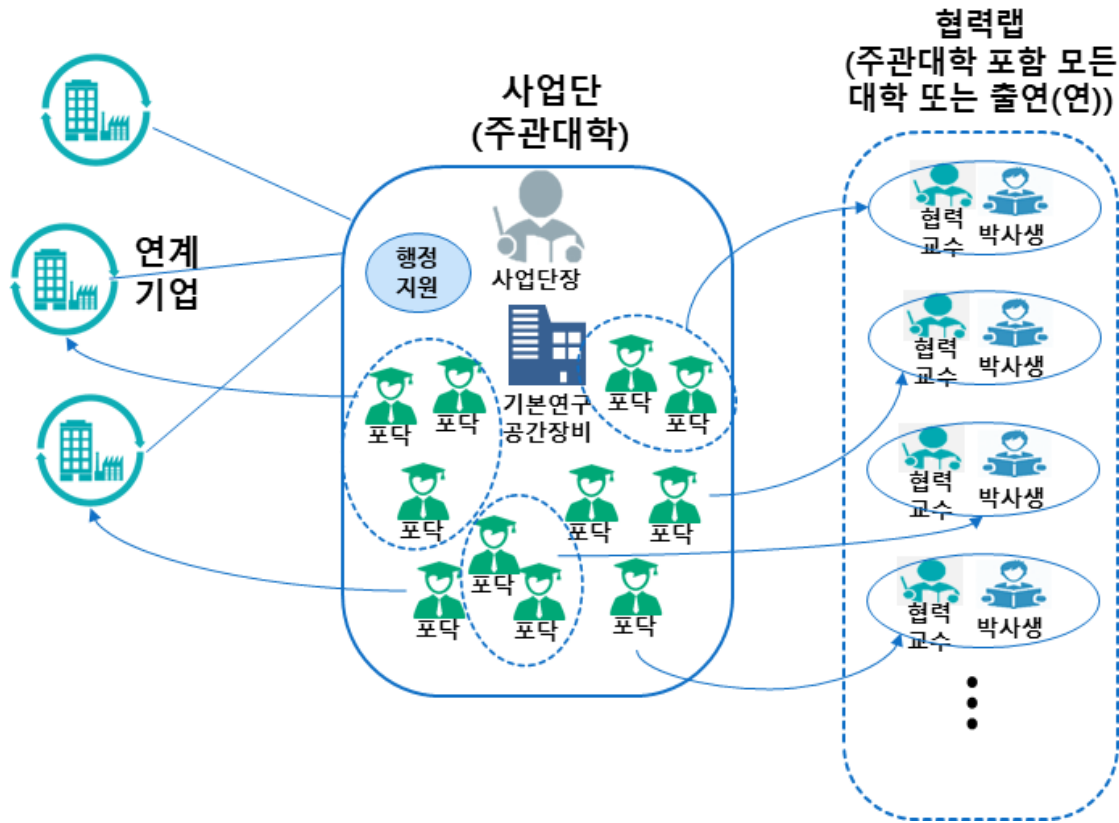 협력랩
(주관대학 포함 모든
대학 또는 출연(연))
사업단
(주관대학)
연계
기업
행정
지원
사업단장
기본연구
공간장비
포닥
포닥
포닥
포닥
포닥
포닥
포닥
포닥
포닥
포닥
포닥
협력
교수
박사생
협력
교수
박사생
협력
교수
박사생
협력
교수
박사생